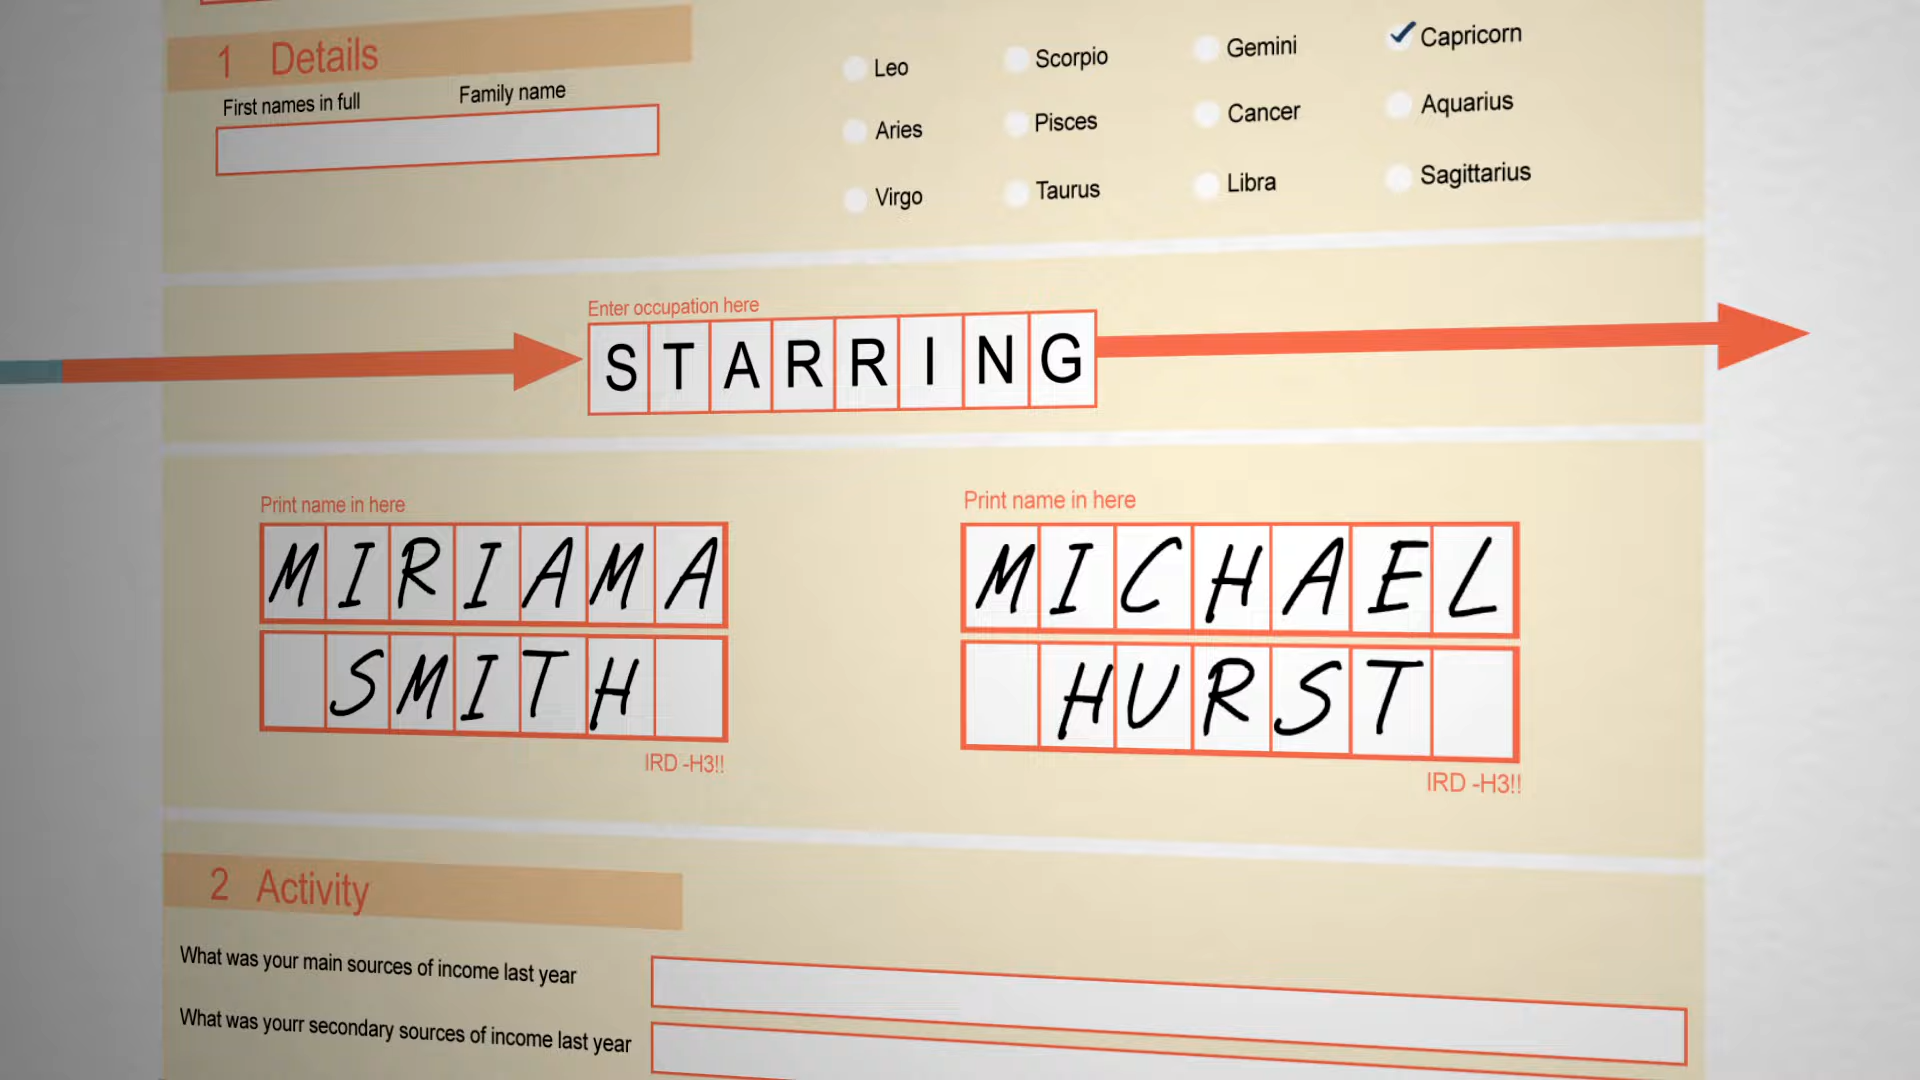 1 Details
First names in full Family name
Leo Scorpio Gemini Capricorn
Aries Pisces Cancer Aquarius
Virgo Taurus Libra Sagittarius
Enter occupation here
STARRING
Print name in here
MIRIAMA
SMITH
IRD -H3!!
Print name in here
MICHAEL
HURST
IRD -H3!!
2 Activity
What was your main sources of income last year
What was yourr secondary sources of income last year